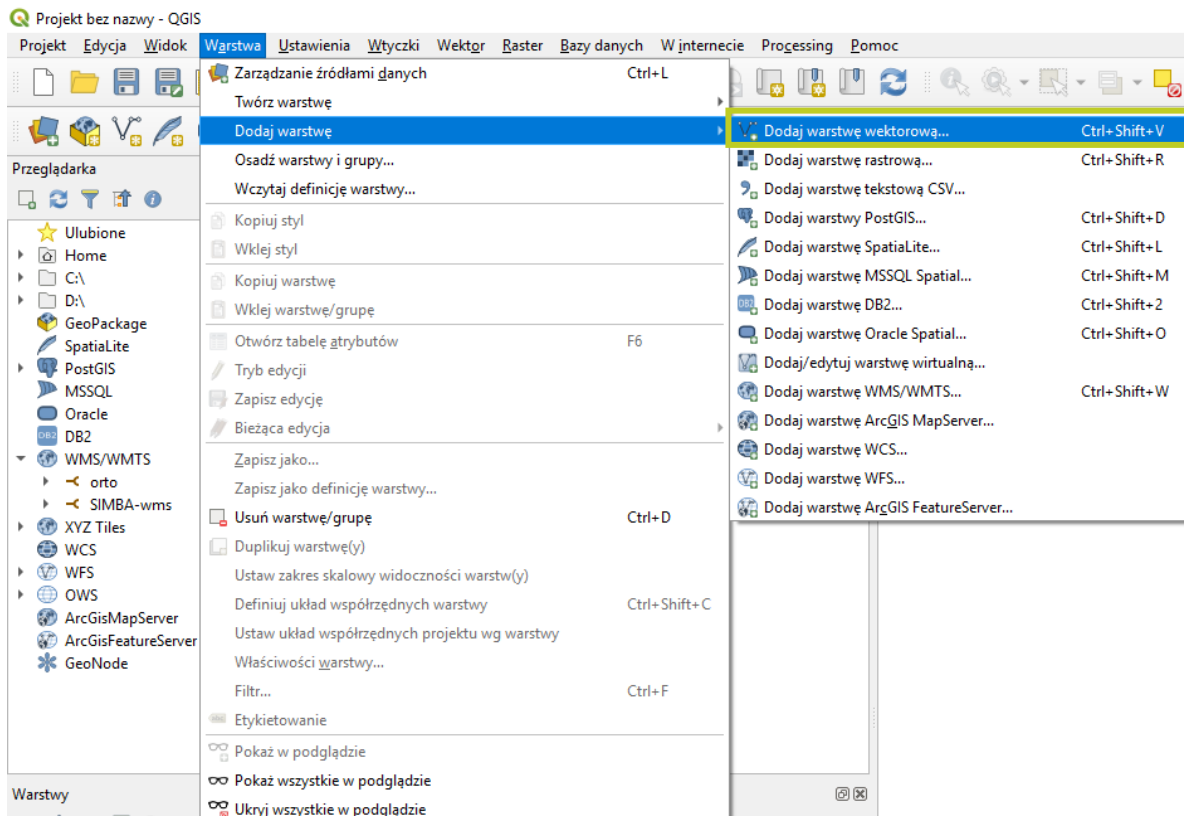 Projekt bez nazwy - QGIS
Projekt Edycja Widok Warstwa Ustawienia Wtyczki Wektor Raster Bazy danych W internecie Processing Pomoc
Zarządzanie źródłami danych Ctrl+L
Twórz warstwę
Dodaj warstwę
Osadź warstwy i grupy...
Wczytaj definicję warstwy...
Kopiuj styl
Wklej styl
Kopiuj warstwę
Wklej warstwę/grupę
Otwórz tabelę atrybutów F6
Tryb edycji
Zapisz edycję
Bieżąca edycja
Zapisz jako...
Zapisz jako definicję warstwy...
Usuń warstwę/grupę Ctrl+D
Duplikuj warstwę(y)
Ustaw zakres skalowy widoczności warstw(y)
Definiuj układ współrzędnych warstwy Ctrl+Shift+C
Ustaw układ współrzędnych projektu wg warstwy
Właściwości warstwy...
Filtr... Ctrl+F
Etykietowanie
Pokaż w podglądzie
Pokaż wszystkie w podglądzie
Ukryj wszystkie w podglądzie
Dodaj warstwę wektorową... Ctrl+Shift+V
Dodaj warstwę rastrową... Ctrl+Shift+R
Dodaj warstwę tekstową CSV...
Dodaj warstwy PostGIS... Ctrl+Shift+D
Dodaj warstwę SpatiaLite... Ctrl+Shift+L
Dodaj warstwę MSSQL Spatial... Ctrl+Shift+M
Dodaj warstwę DB2... Ctrl+Shift+2
Dodaj warstwę Oracle Spatial... Ctrl+Shift+O
Dodaj/edytuj warstwę wirtualną...
Dodaj warstwę WMS/WMTS... Ctrl+Shift+W
Dodaj warstwę ArcGIS MapServer...
Dodaj warstwę WCS...
Dodaj warstwę WFS...
Dodaj warstwę ArcGIS FeatureServer...
Przeglądarka
Ulubione
Home
C:\
D:\
GeoPackage
SpatiaLite
PostGIS
MSSQL
Oracle
DB2 DB2
WMS/WMTS
orto
SIMBA-wms
XYZ Tiles
WCS
WFS
OWS
ArcGisMapServer
ArcGisFeatureServer
GeoNode
Warstwy